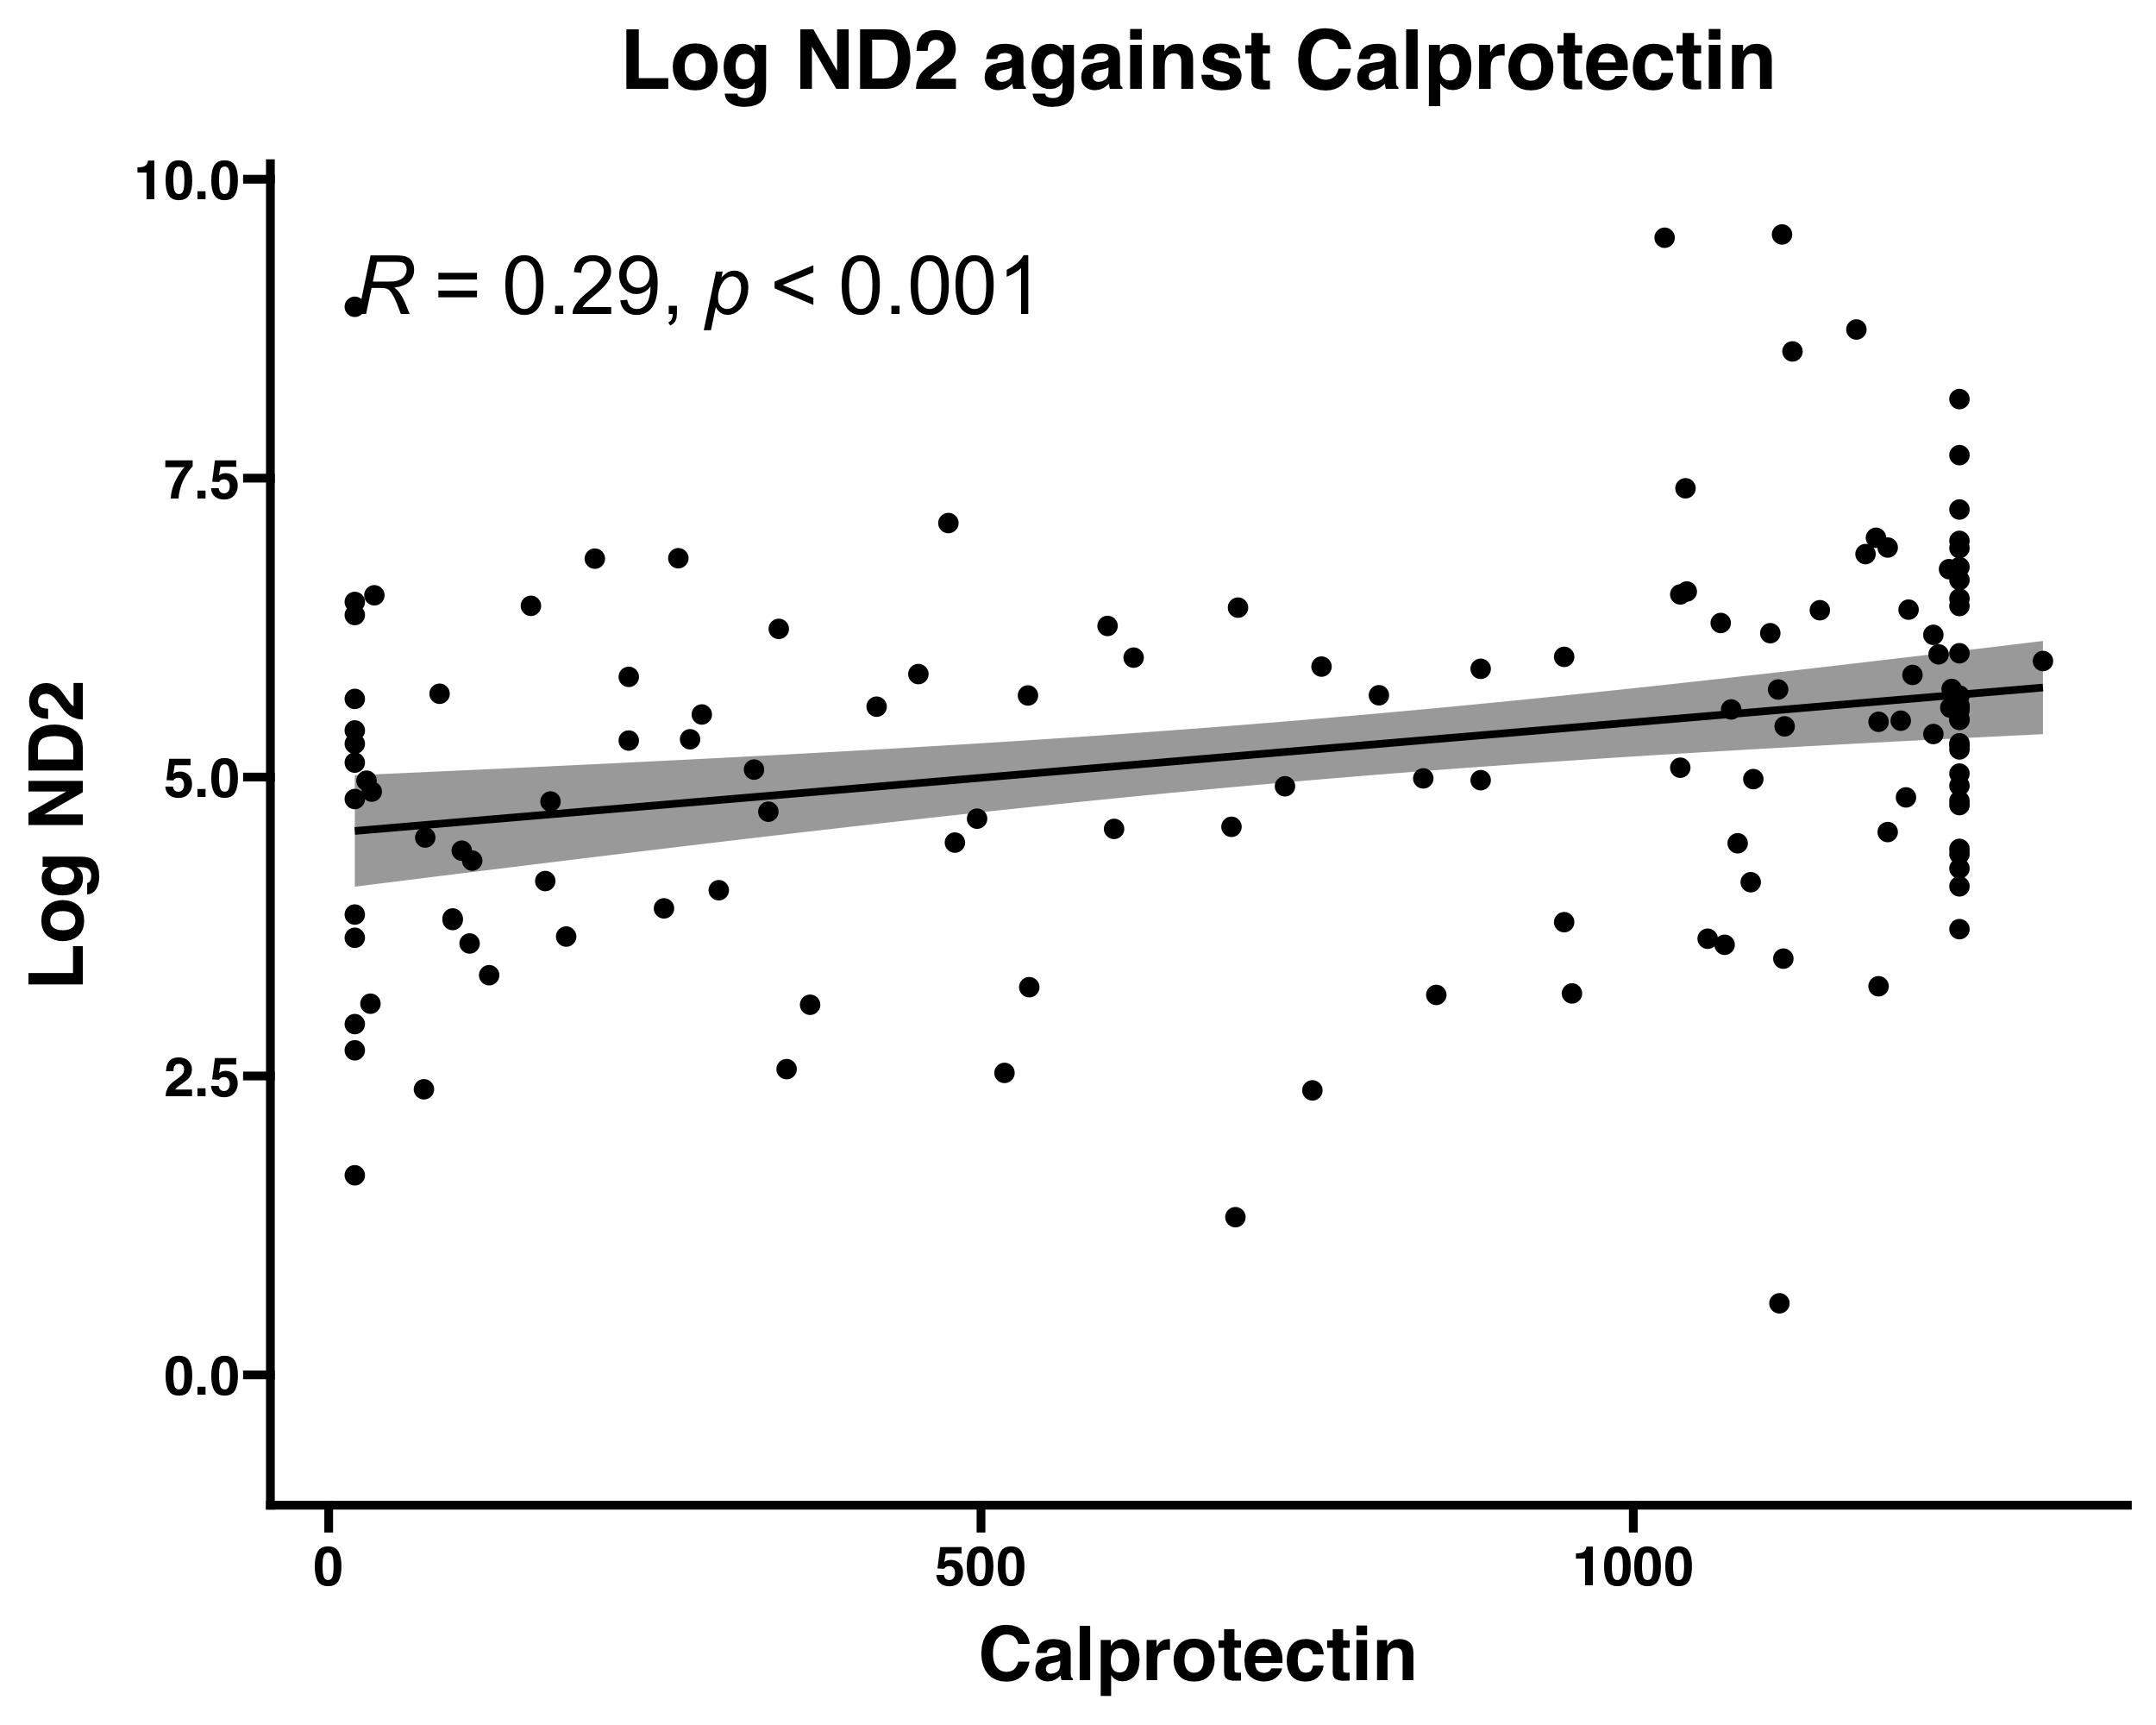 Log ND2 against Calprotectin
10.0
R = 0.29, p < 0.001
7.5
5.0
2.5
0.0
Log ND2
0
500
1000
Calprotectin